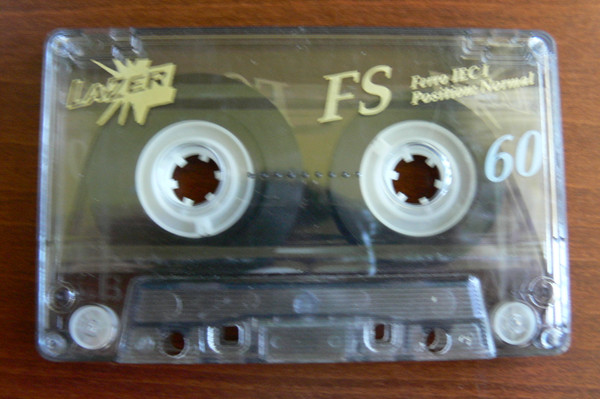 LAZER
FS
Ferro IEC I
Position Normal
60
B